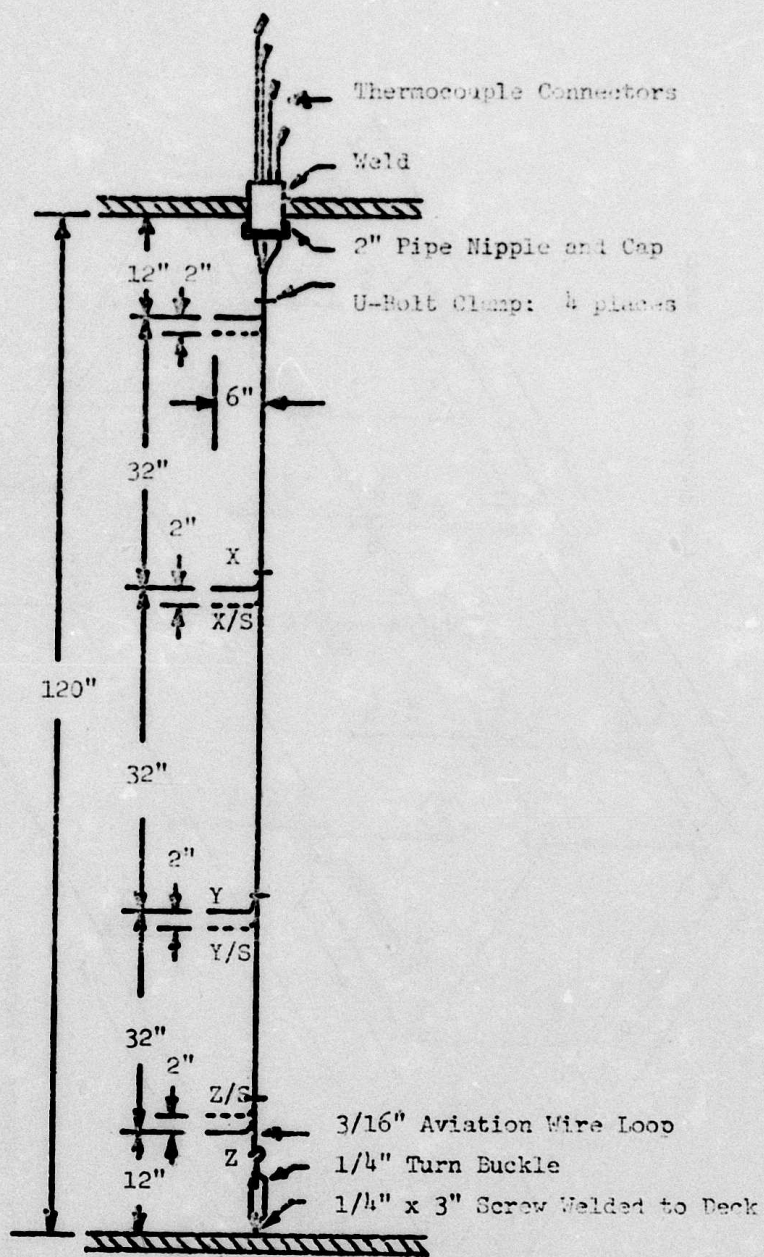 Thermocouple Connectors
Weld
2" Pipe Nipple and Cap
12" 2"
U-Bolt Clamp: 4 places
6"
32"
2"
X
X/S
120"
32"
2"
Y
Y/S
32"
2"
Z/S
3/16" Aviation Wire Loop
Z
1/4" Turn Buckle
12"
1/4" x 3" Screw Welded to Deck